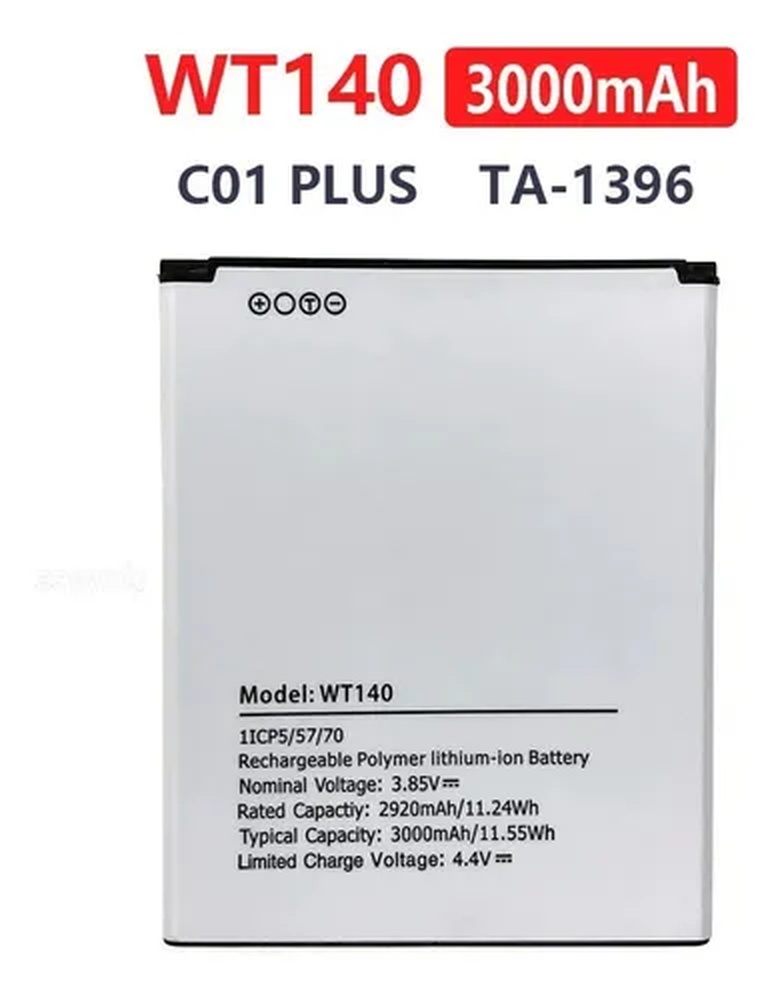 WT140 3000mAh
C01 PLUS TA-1396
+ T -
Model: WT140
1ICP5/57/70
Rechargeable Polymer lithium-ion Battery
Nominal Voltage: 3.85V⎓
Rated Capactiy: 2920mAh/11.24Wh
Typical Capacity: 3000mAh/11.55Wh
Limited Charge Voltage: 4.4V⎓